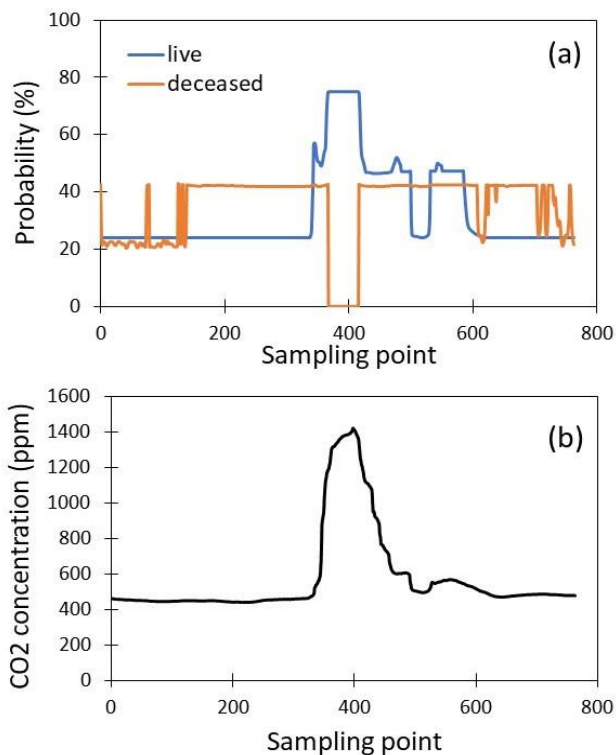 100
(a)
live
deceased
80
60
40
20
0
Probability (%)
0 200 400 600 800
Sampling point
1600
(b)
1400
1200
1000
800
600
400
200
0
CO2 concentration (ppm)
0 200 400 600 800
Sampling point